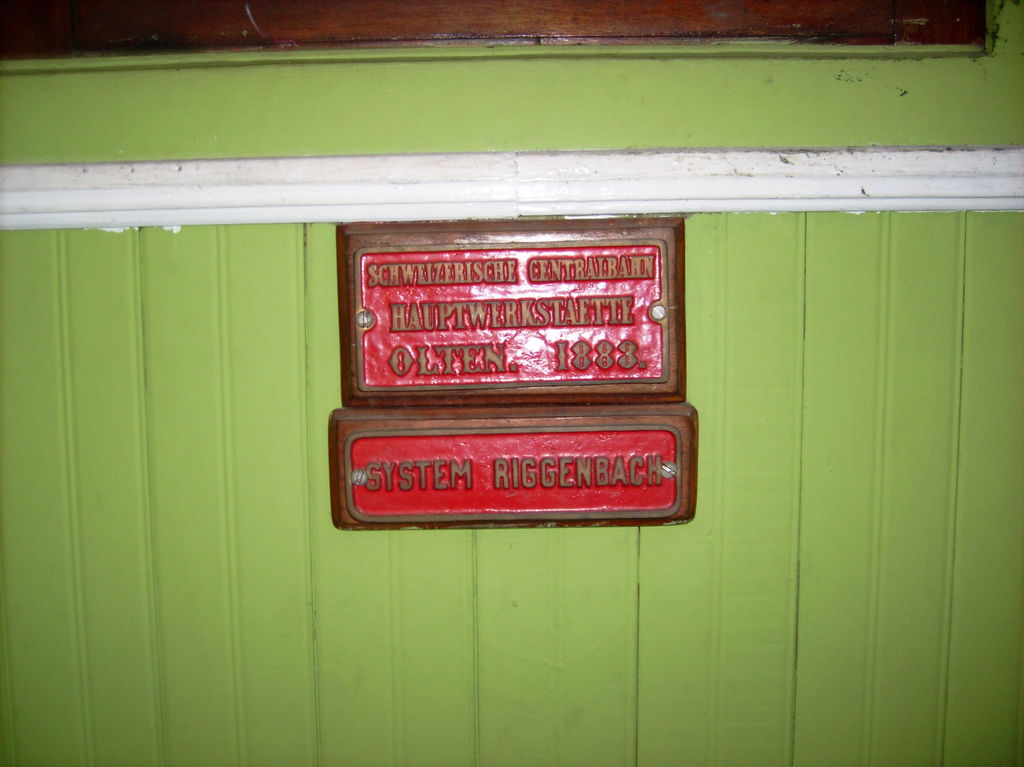 SCHWEIZERISCHE CENTRALBAHN
HAUPTWERKSTAETTE
OLTEN. 1883.
SYSTEM RIGGENBACH